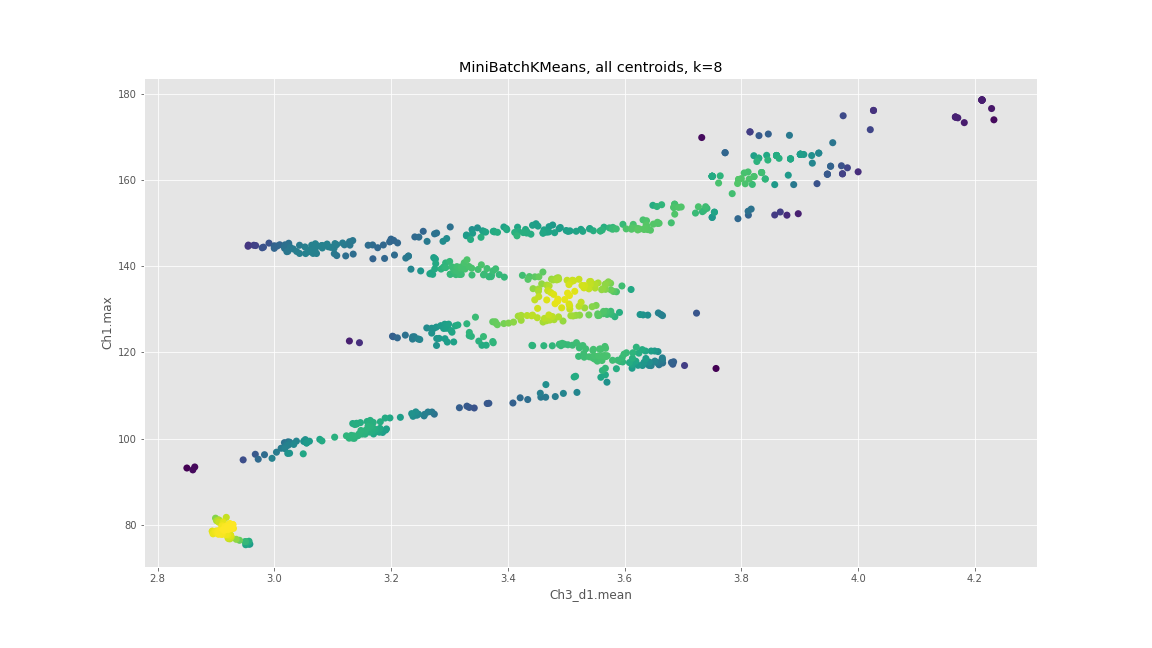 MiniBatchKMeans, all centroids, k=8
180
160
140
120
100
80
Ch1.max
2.8 3.0 3.2 3.4 3.6 3.8 4.0 4.2
Ch3_d1.mean